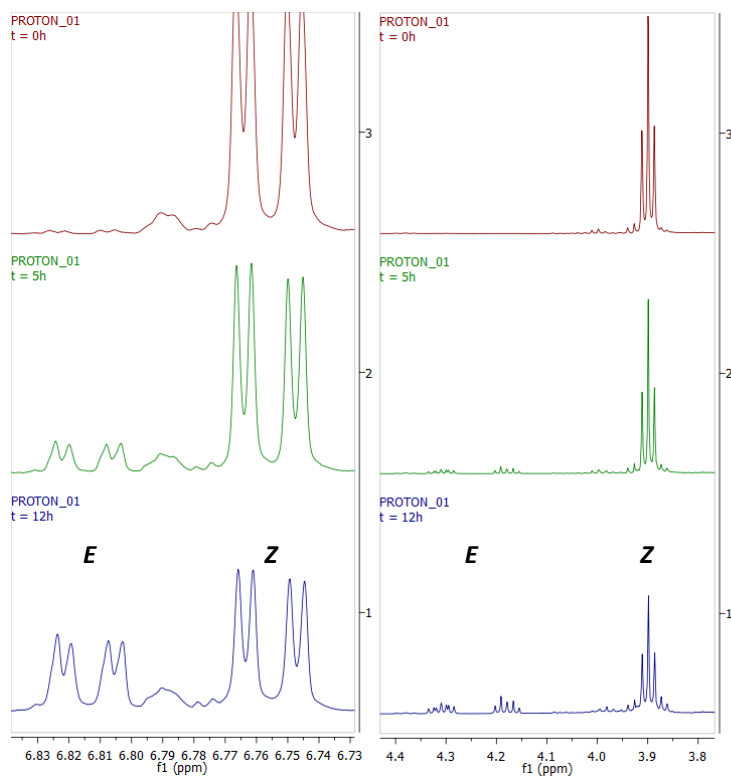 PROTON_01
t = 0h
3
PROTON_01
t = 5h
2
PROTON_01
t = 12h
E Z
1
6.83 6.82 6.81 6.80 6.79 6.78 6.77 6.76 6.75 6.74 6.73
f1 (ppm)
PROTON_01
t = 0h
3
PROTON_01
t = 5h
2
PROTON_01
t = 12h
E Z
1
4.4 4.3 4.2 4.1 4.0 3.9 3.8
f1 (ppm)